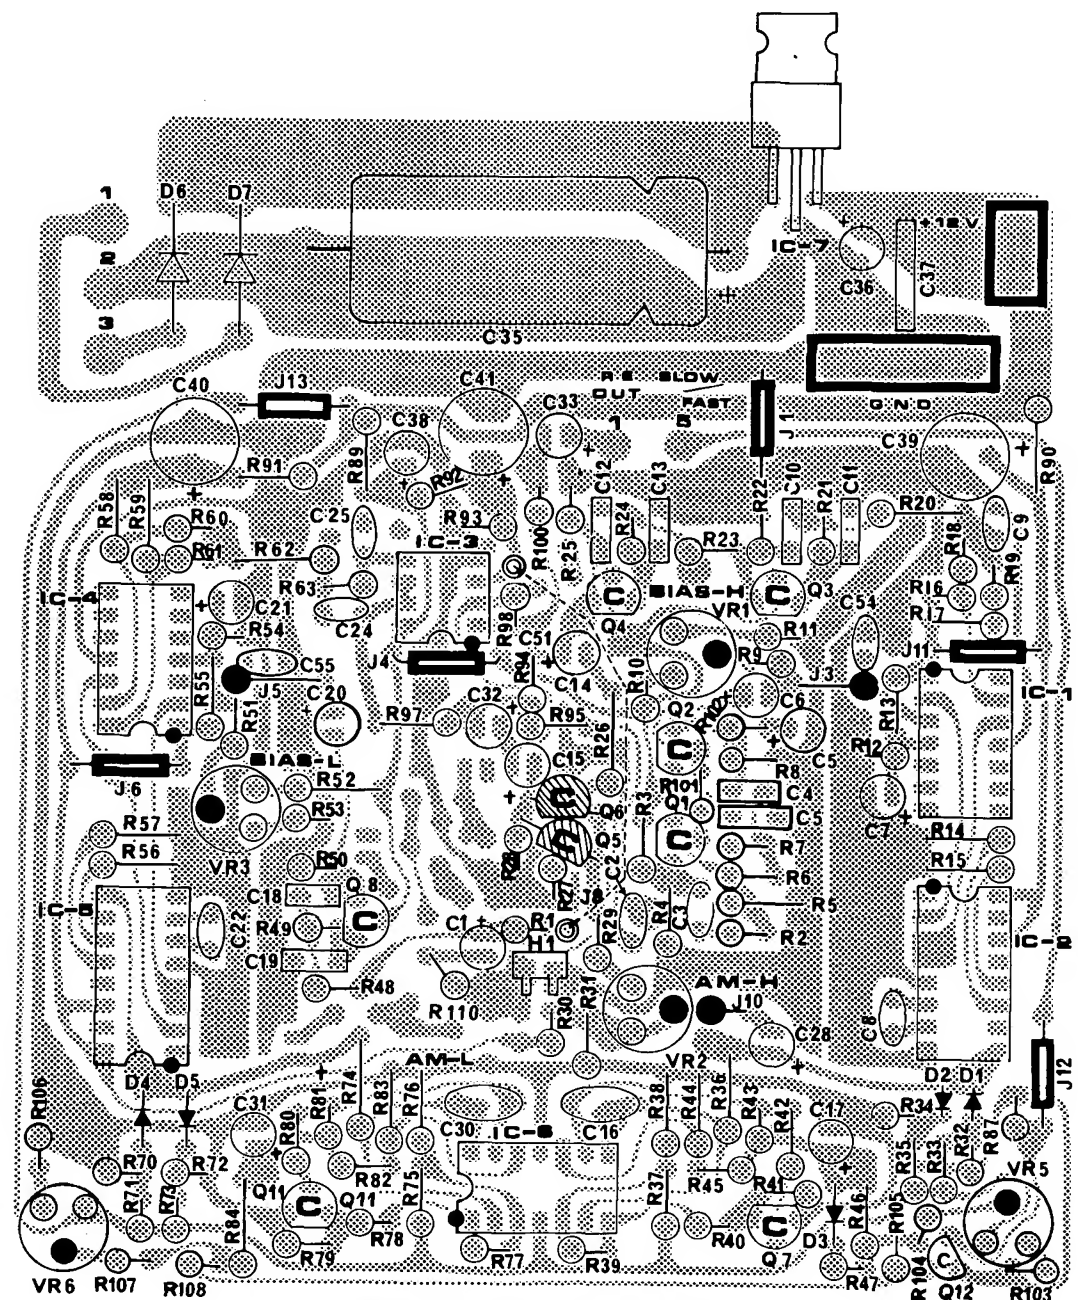 1
D6
D7
+12V
IC-7
2
C37
C36
3
C35
C40
J13
C41
R.S
SLOW
OUT
FAST
1
5
GND
J1
C38
C33
C39
R90
R89
R91
R92
C12
C13
R22
C10
R21
C11
R20
R58
R59
R60
R61
C25
R93
R100
R25
R24
R23
R18
C9
R19
R62
IC-3
R63
R16
R17
IC-4
C21
C24
R98
Q4
BIAS-H
VR1
Q3
C54
R54
C51
R11
J11
R55
C55
J5
J4
R94
C14
R10
R9
J3
IC-1
R51
C20
R97
C32
R95
R26
Q2
R102
C6
R13
R12
BIAS-L
C15
R8
C5
J6
R52
Q6
R3
R101
Q1
C4
C7
R53
Q5
C5
R57
R56
VR3
R50
R28
R27
C2
R7
R14
R15
R6
IC-5
C18
Q8
J8
R4
C3
R5
C22
R49
C1
R1
R29
R2
IC-2
C19
H1
R48
R110
R31
R30
AM-H
J10
C8
AM-L
VR2
C28
J12
D4
D5
D2
D1
R106
C31
R80
R81
R74
R83
R76
C30
C16
IC-6
R38
R44
R36
R43
R42
C17
R34
R35
R33
R32
R87
R70
R72
R82
R75
R37
R45
R41
VR5
R71
R73
Q11
Q11
R46
R105
R84
R78
R40
D3
VR6
R107
R108
R79
R77
R39
Q7
R47
R104
Q12
R103
C
C
C
C
C
C
C
C
C
C